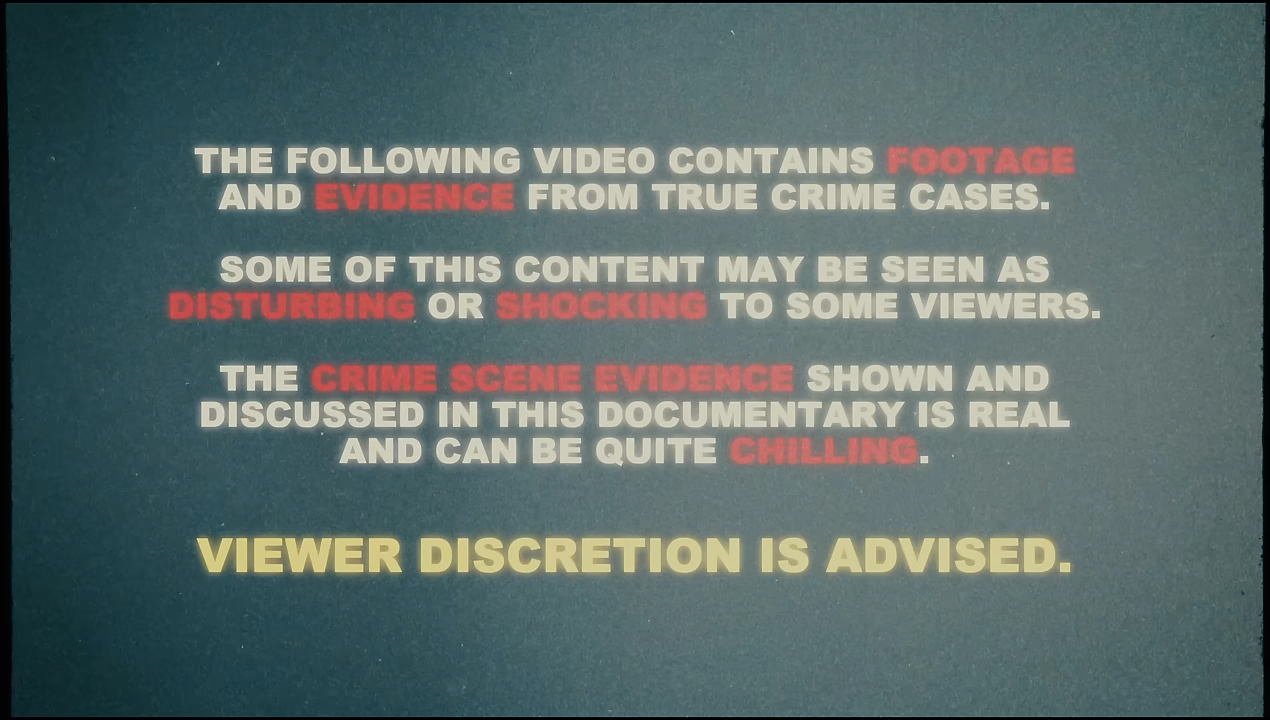 THE FOLLOWING VIDEO CONTAINS FOOTAGE
AND EVIDENCE FROM TRUE CRIME CASES.
SOME OF THIS CONTENT MAY BE SEEN AS
DISTURBING OR SHOCKING TO SOME VIEWERS.
THE CRIME SCENE EVIDENCE SHOWN AND
DISCUSSED IN THIS DOCUMENTARY IS REAL
AND CAN BE QUITE CHILLING.
VIEWER DISCRETION IS ADVISED.